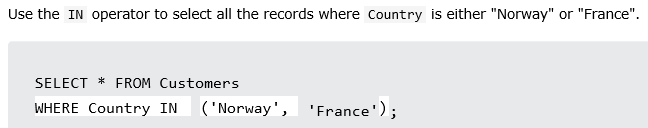 Use the IN operator to select all the records where Country is either "Norway" or "France".
SELECT * FROM Customers
WHERE Country IN ('Norway', 'France');